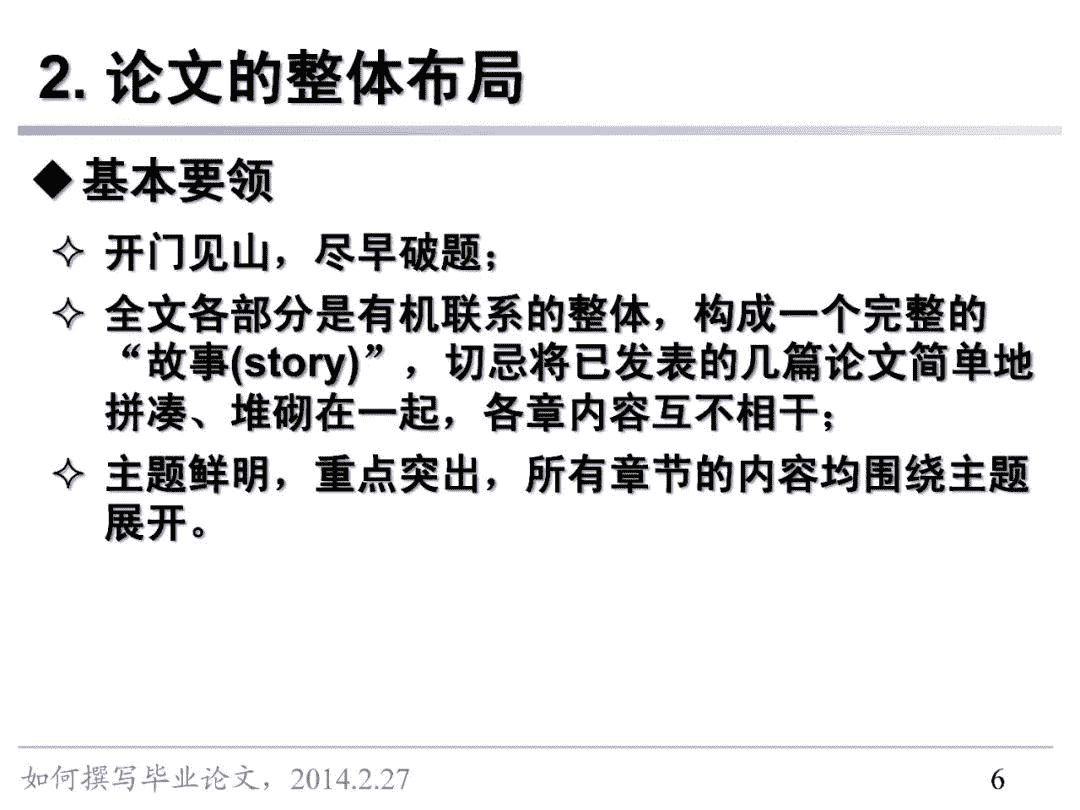 2. 论文的整体布局
◆基本要领
✧ 开门见山，尽早破题；
✧ 全文各部分是有机联系的整体，构成一个完整的
“故事(story)”，切忌将已发表的几篇论文简单地
拼凑、堆砌在一起，各章内容互不相干；
✧ 主题鲜明，重点突出，所有章节的内容均围绕主题
展开。
如何撰写毕业论文，2014.2.27
6